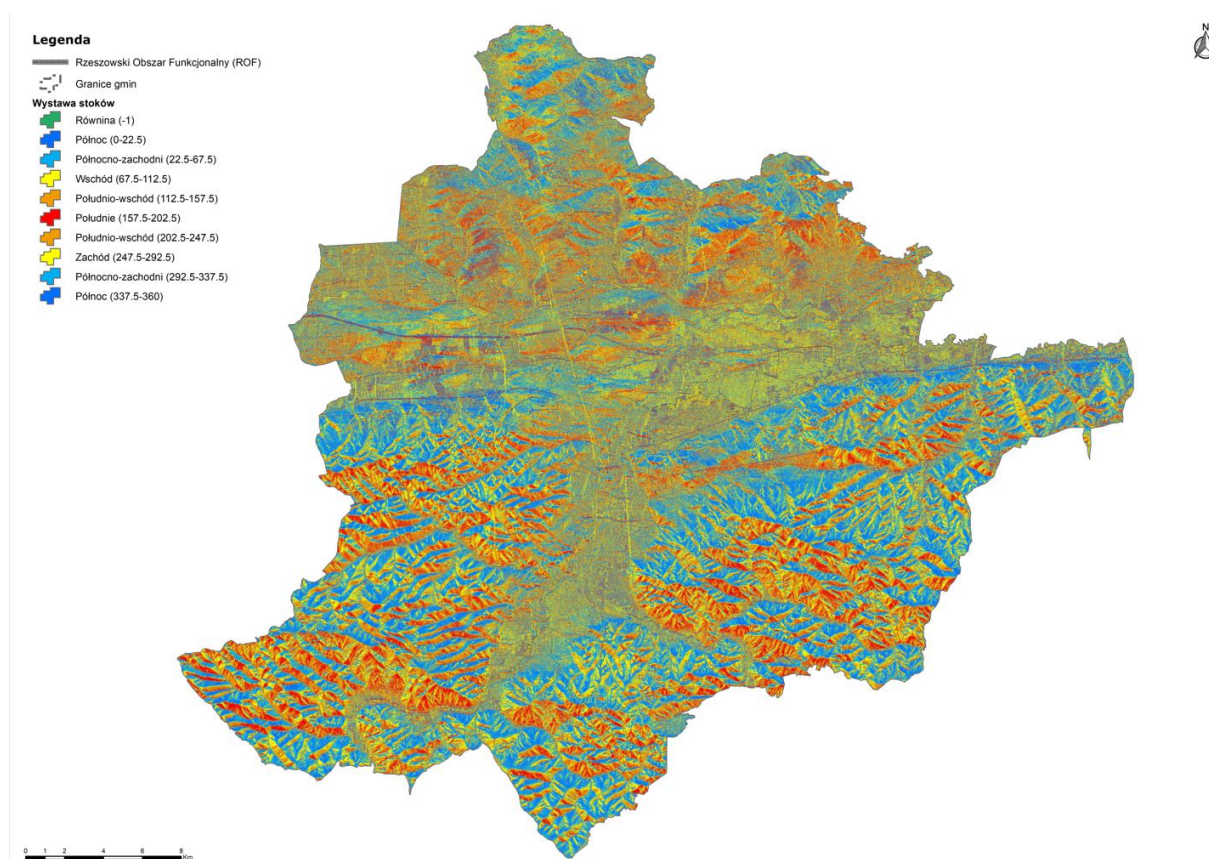 Legenda
Rzeszowski Obszar Funkcjonalny (ROF)
Granice gmin
Wystawa stoków
Równina (-1)
Północ (0-22.5)
Północno-zachodni (22.5-67.5)
Wschód (67.5-112.5)
Południo-wschód (112.5-157.5)
Południe (157.5-202.5)
Południo-wschód (202.5-247.5)
Zachód (247.5-292.5)
Północno-zachodni (292.5-337.5)
Północ (337.5-360)
N
0 1 2 4 6 8
Km